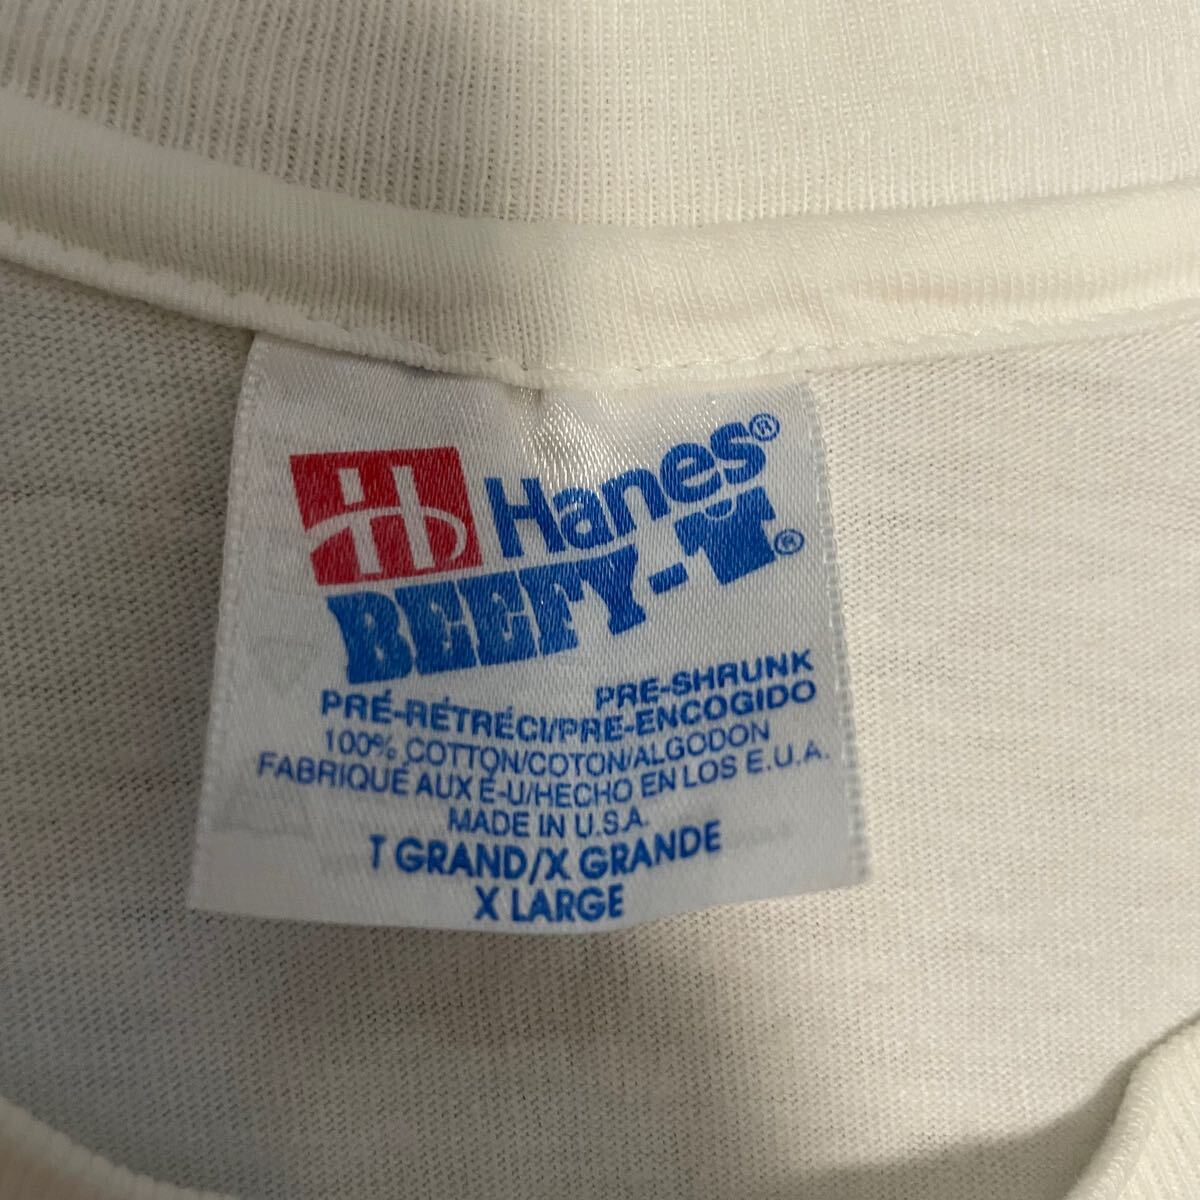 Hanes®
BEEFY-T®
PRE-SHRUNK
PRÉ-RÉTRÉCI/PRE-ENCOGIDO
100% COTTON/COTON/ALGODON
FABRIQUÉ AUX É-U/HECHO EN LOS E.U.A.
MADE IN U.S.A.
T GRAND/X GRANDE
X LARGE